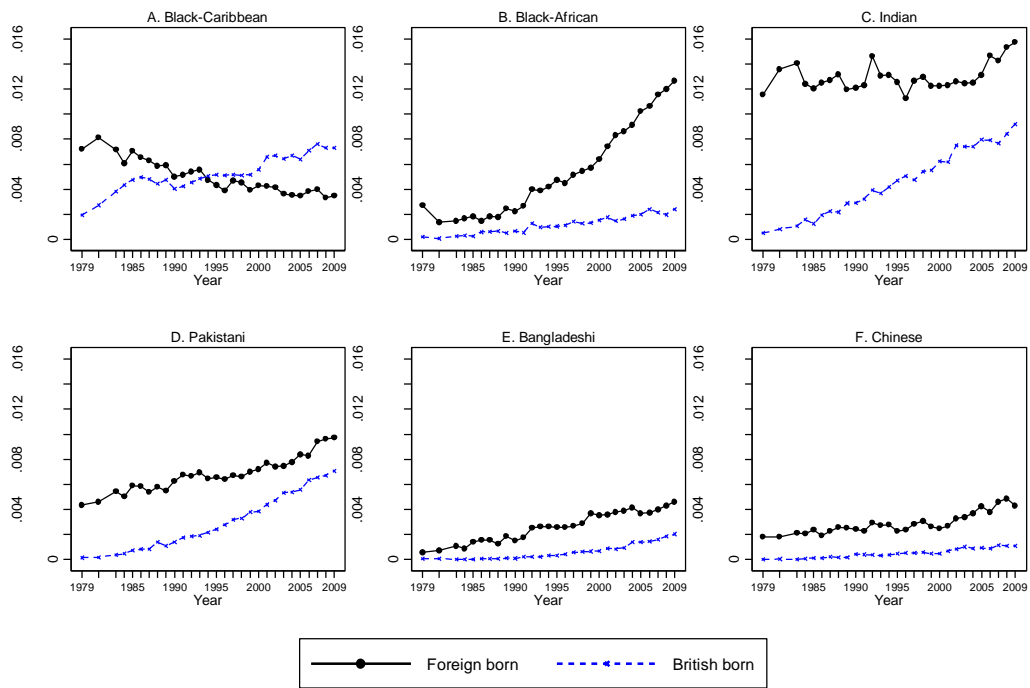 A. Black-Caribbean
B. Black-African
C. Indian
0 .004 .008 .012 .016
0 .004 .008 .012 .016
0 .004 .008 .012 .016
1979 1985 1990 1995 2000 2005 2009
1979 1985 1990 1995 2000 2005 2009
1979 1985 1990 1995 2000 2005 2009
Year
Year
Year
D. Pakistani
E. Bangladeshi
F. Chinese
0 .004 .008 .012 .016
0 .004 .008 .012 .016
0 .004 .008 .012 .016
1979 1985 1990 1995 2000 2005 2009
1979 1985 1990 1995 2000 2005 2009
1979 1985 1990 1995 2000 2005 2009
Year
Year
Year
Foreign born
British born